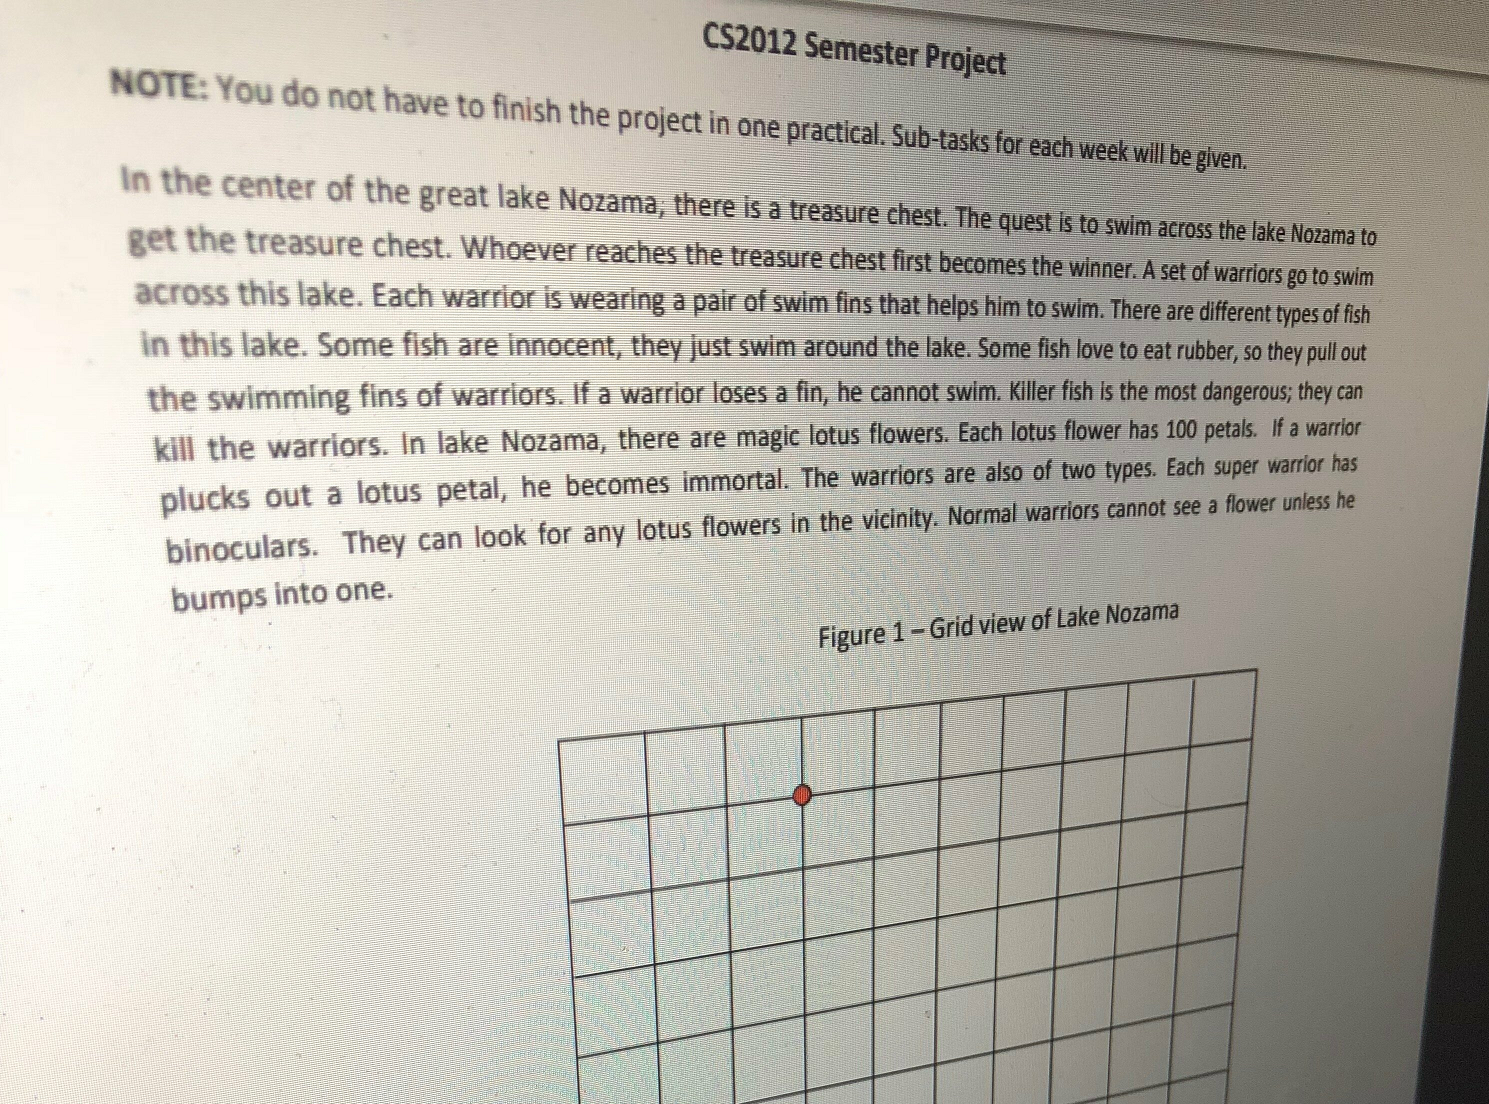 CS2012 Semester Project
NOTE: You do not have to finish the project in one practical. Sub-tasks for each week will be given.
In the center of the great lake Nozama, there is a treasure chest. The quest is to swim across the lake Nozama to
get the treasure chest. Whoever reaches the treasure chest first becomes the winner. A set of warriors go to swim
across this lake. Each warrior is wearing a pair of swim fins that helps him to swim. There are different types of fish
in this lake. Some fish are innocent, they just swim around the lake. Some fish love to eat rubber, so they pull out
the swimming fins of warriors. If a warrior loses a fin, he cannot swim. Killer fish is the most dangerous; they can
kill the warriors. In lake Nozama, there are magic lotus flowers. Each lotus flower has 100 petals. If a warrior
plucks out a lotus petal, he becomes immortal. The warriors are also of two types. Each super warrior has
binoculars. They can look for any lotus flowers in the vicinity. Normal warriors cannot see a flower unless he
bumps into one.
Figure 1 – Grid view of Lake Nozama